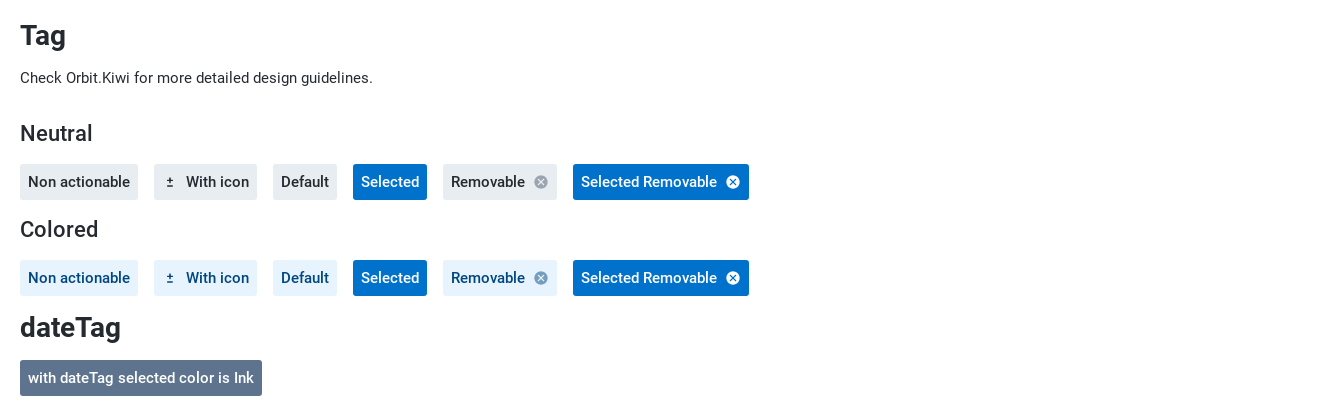 Tag
Check Orbit.Kiwi for more detailed design guidelines.
Neutral
Non actionable ± With icon Default Selected Removable Selected Removable
Colored
Non actionable ± With icon Default Selected Removable Selected Removable
dateTag
with dateTag selected color is Ink